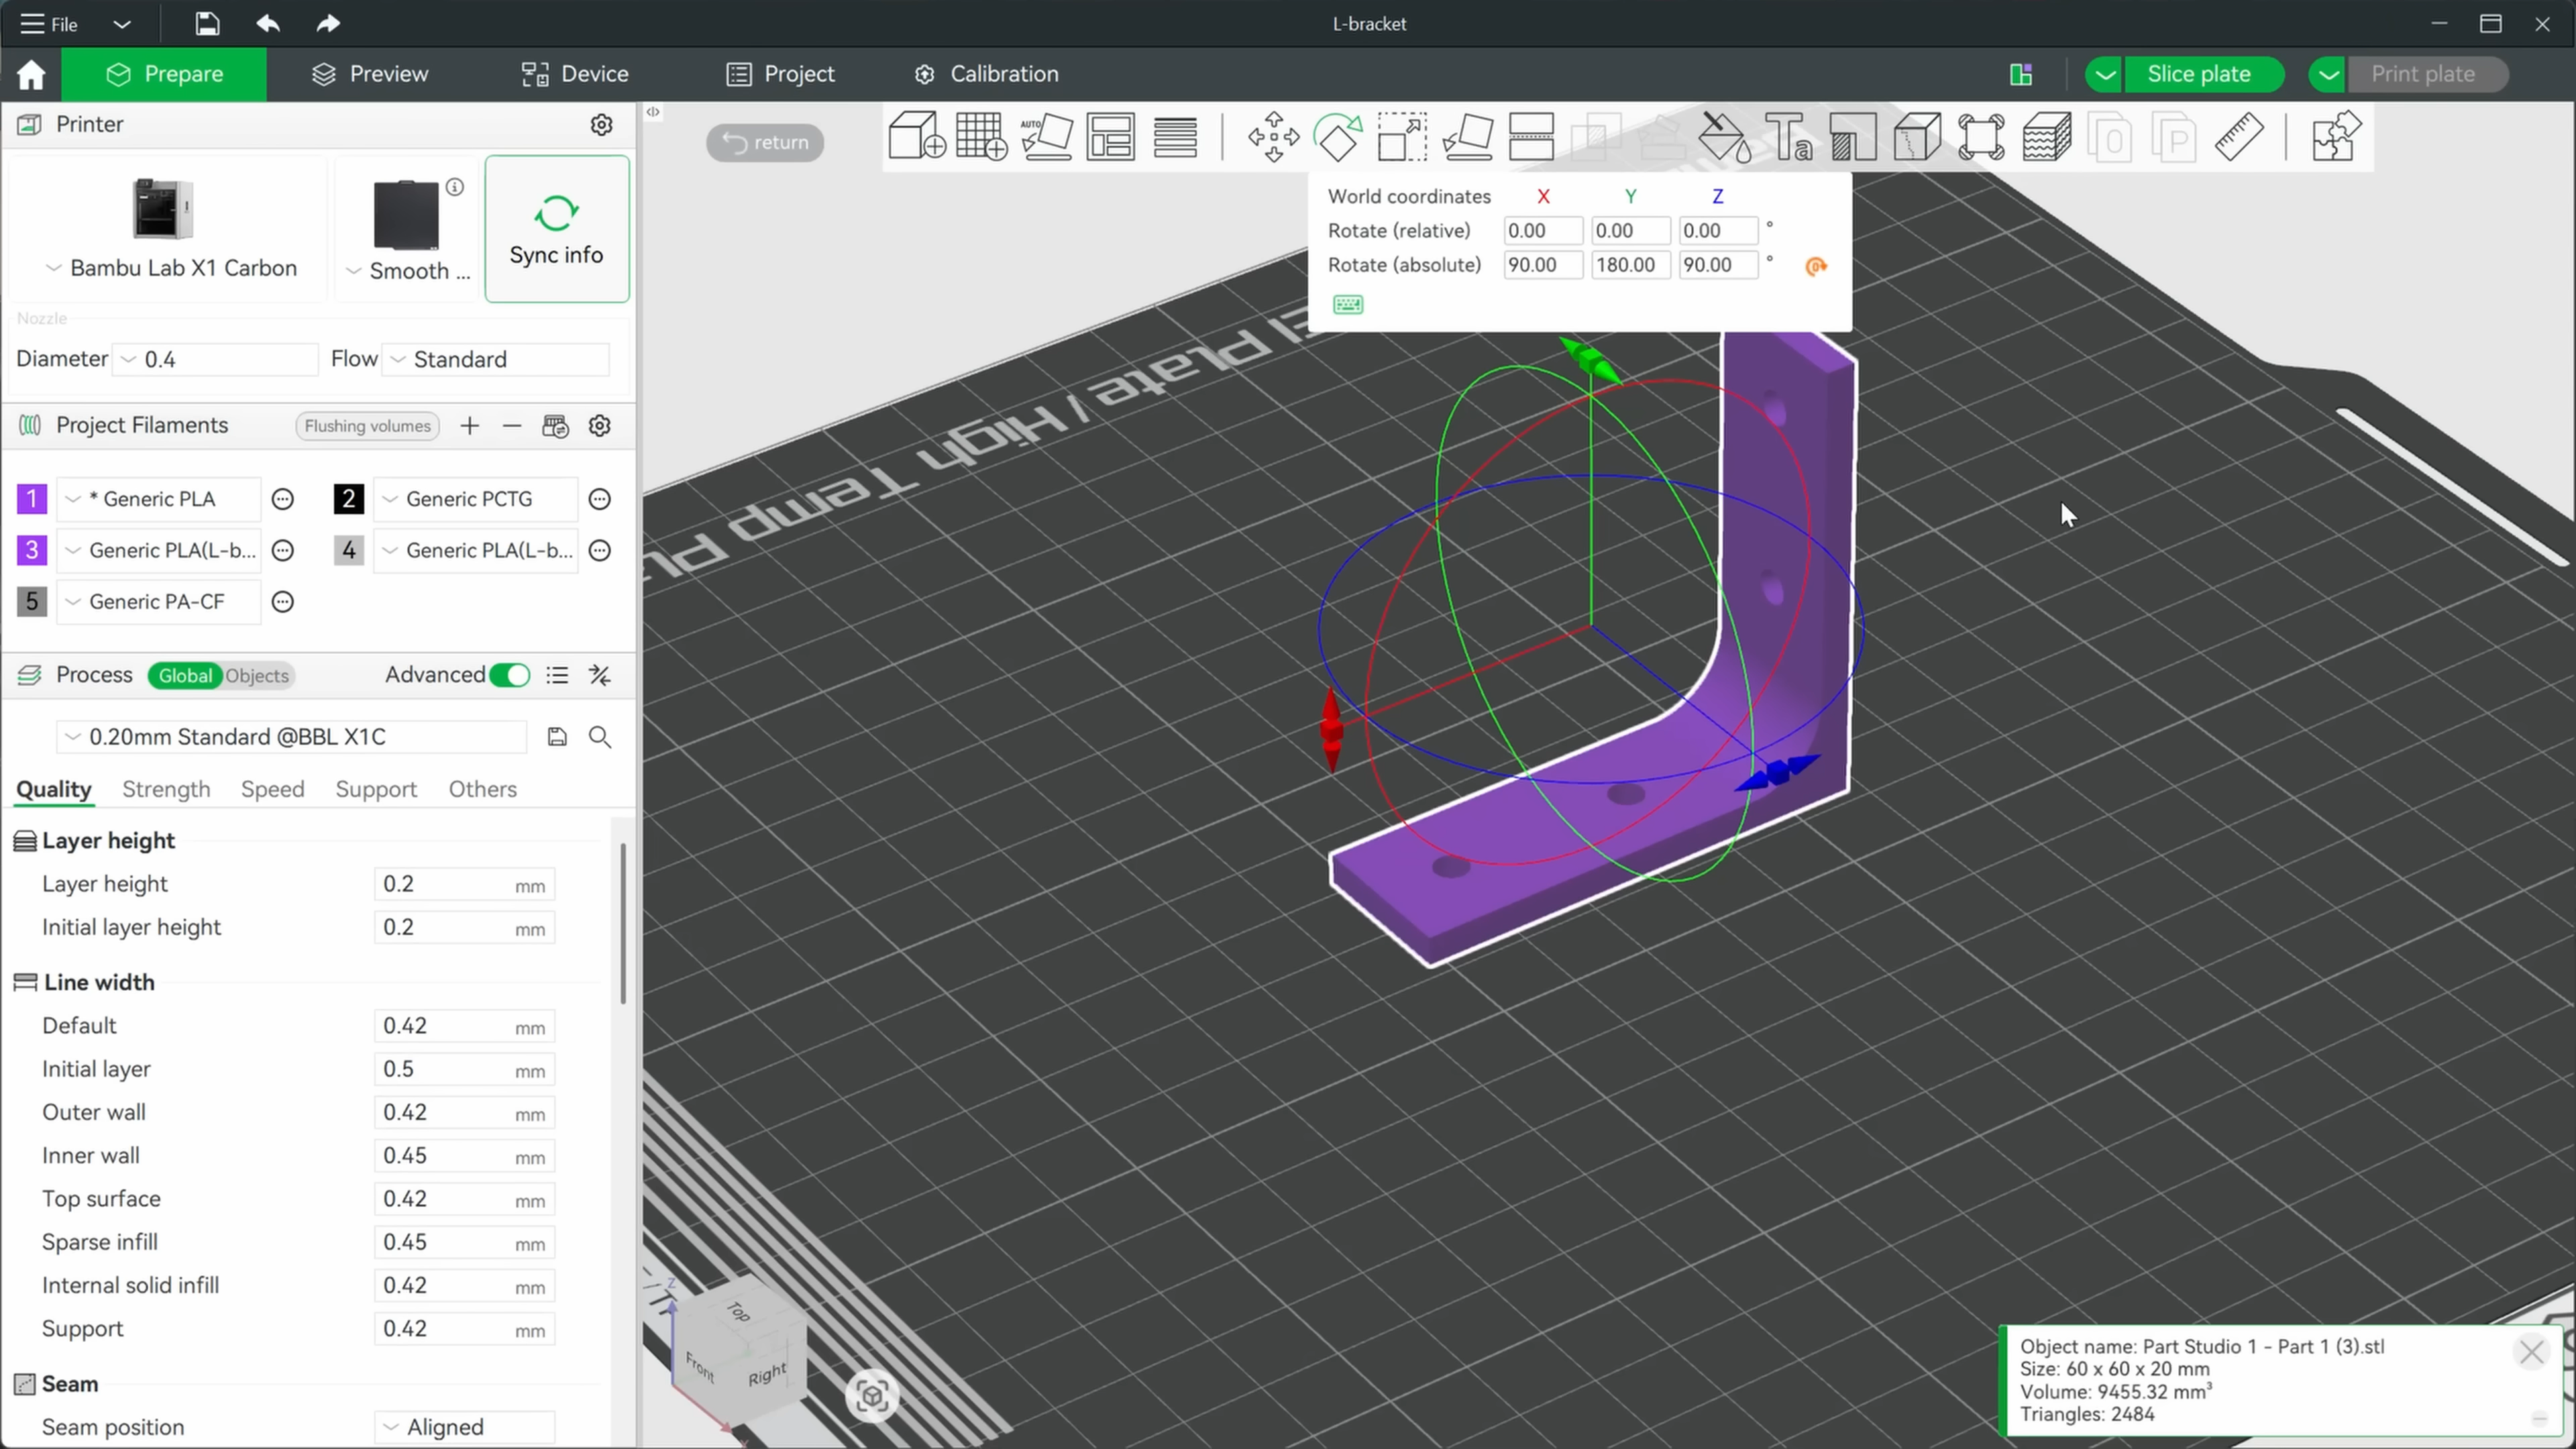 File
L-bracket
Prepare
Preview
Device
Project
Calibration
Slice plate
Print plate
Printer
return
AUTO
Ta
O
P
Bambu Lab X1 Carbon
Smooth ...
Sync info
World coordinates X Y Z
Rotate (relative) 0.00 0.00 0.00 °
Rotate (absolute) 90.00 180.00 90.00 °
Nozzle
Diameter 0.4 Flow Standard
Project Filaments Flushing volumes
1 * Generic PLA
2 Generic PCTG
3 Generic PLA(L-b...
4 Generic PLA(L-b...
5 Generic PA-CF
Process Global Objects Advanced
0.20mm Standard @BBL X1C
Quality Strength Speed Support Others
Layer height
Layer height 0.2 mm
Initial layer height 0.2 mm
Line width
Default 0.42 mm
Initial layer 0.5 mm
Outer wall 0.42 mm
Inner wall 0.45 mm
Top surface 0.42 mm
Sparse infill 0.45 mm
Internal solid infill 0.42 mm
Support 0.42 mm
Seam
Seam position Aligned
Plate / High Temp
Z
Top
Front
Right
Object name: Part Studio 1 - Part 1 (3).stl
Size: 60 x 60 x 20 mm
Volume: 9455.32 mm³
Triangles: 2484